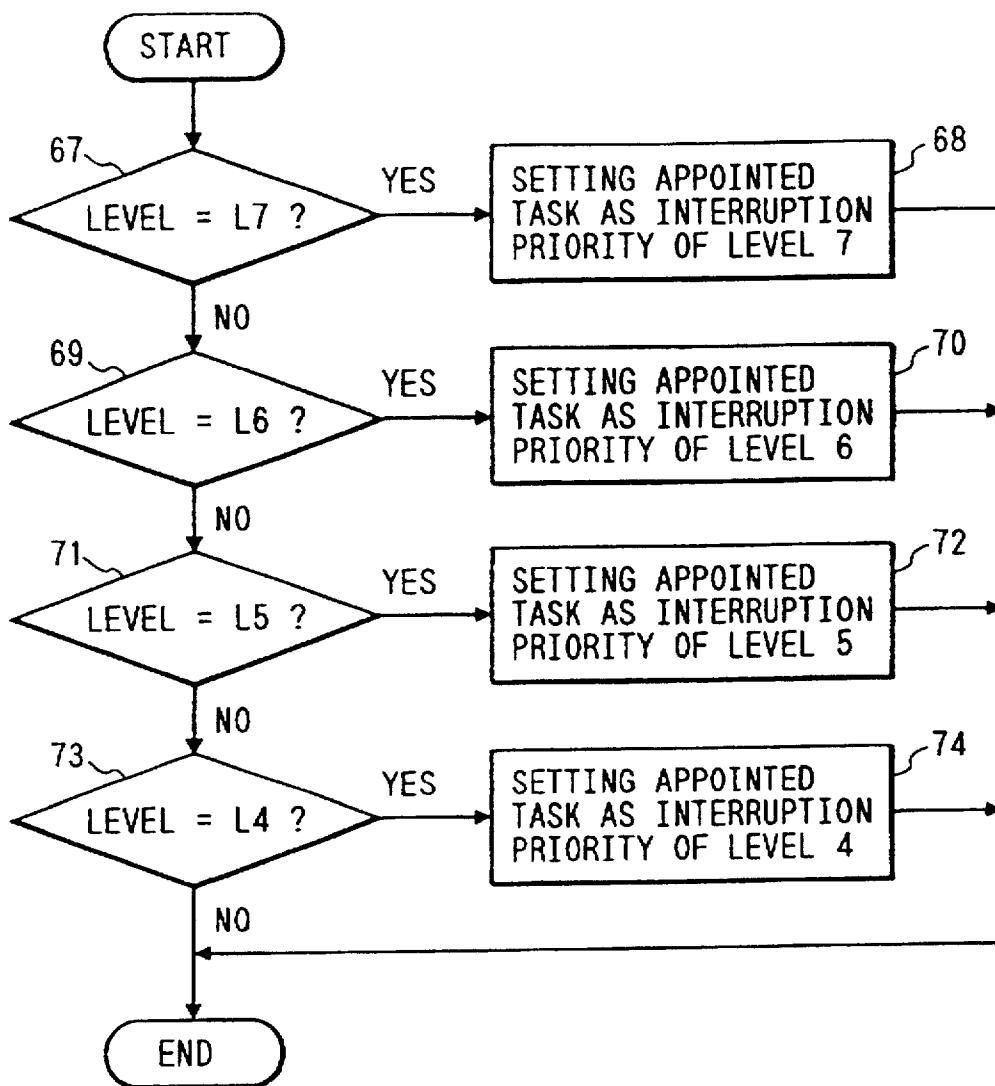 START
67
LEVEL = L7 ?
YES
68
SETTING APPOINTED
TASK AS INTERRUPTION
PRIORITY OF LEVEL 7
NO
69
LEVEL = L6 ?
YES
70
SETTING APPOINTED
TASK AS INTERRUPTION
PRIORITY OF LEVEL 6
NO
71
LEVEL = L5 ?
YES
72
SETTING APPOINTED
TASK AS INTERRUPTION
PRIORITY OF LEVEL 5
NO
73
LEVEL = L4 ?
YES
74
SETTING APPOINTED
TASK AS INTERRUPTION
PRIORITY OF LEVEL 4
NO
END